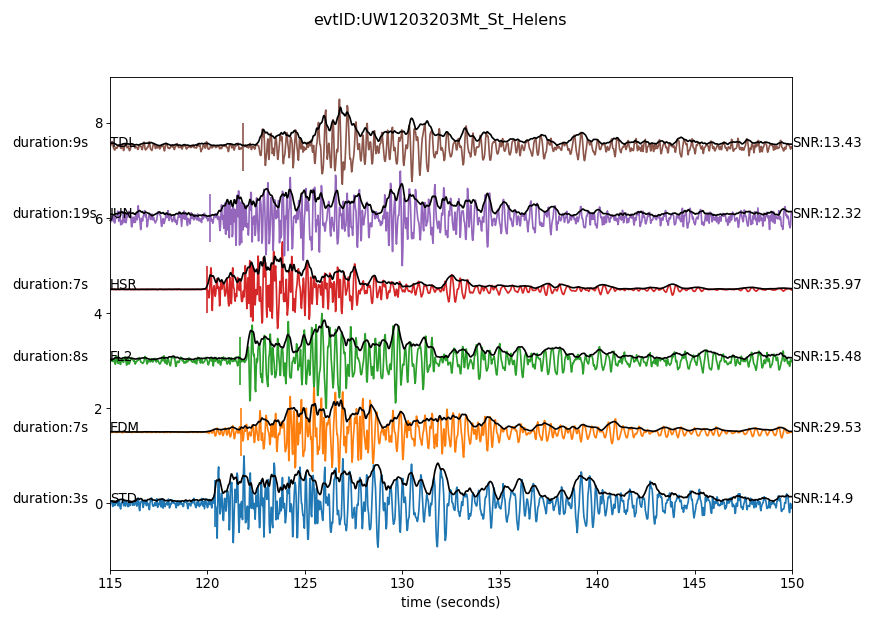 evtID:UW1203203Mt_St_Helens
8
duration:9s TDL SNR:13.43
duration:19s JUN SNR:12.32
6
duration:7s HSR SNR:35.97
4
duration:8s FL2 SNR:15.48
2
duration:7s EDM SNR:29.53
duration:3s STD SNR:14.9
0
115 120 125 130 135 140 145 150
time (seconds)